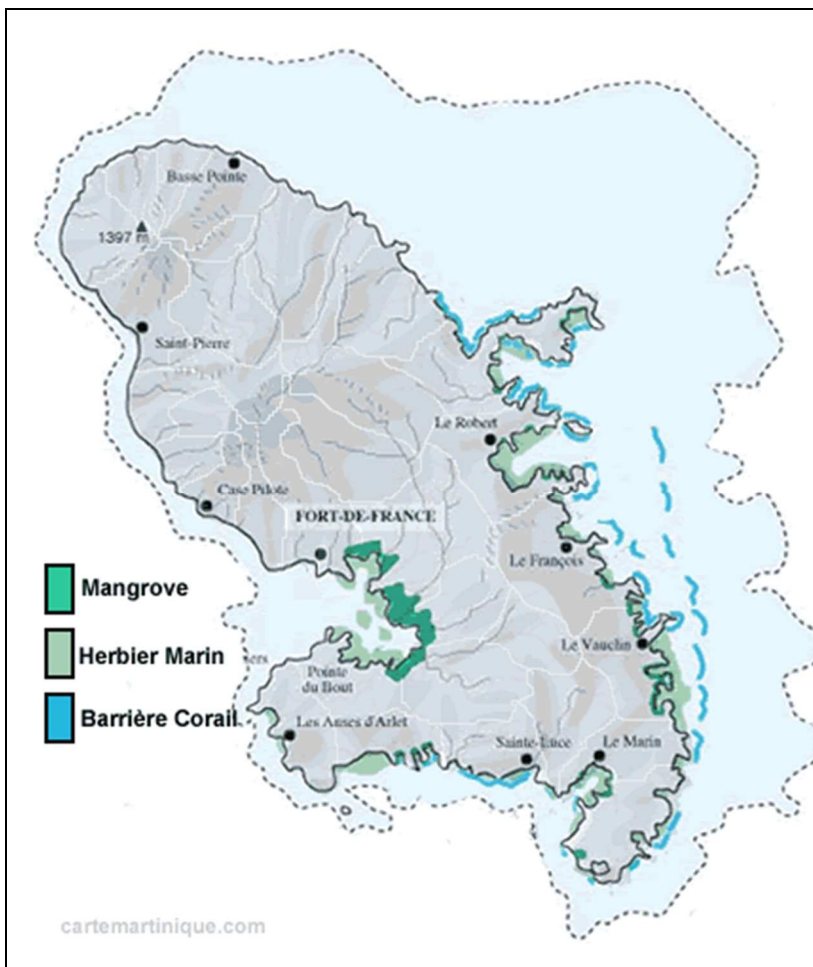 Basse Pointe
1397 m
Saint-Pierre
Le Robert
Case Pilote
FORT-DE-FRANCE
Le François
Mangrove
Herbier Marin
Le Vauclin
Pointe
du Bout
Barrière Corail
Les Anses d'Arlet
Sainte-Luce
Le Marin
cartemartinique.com